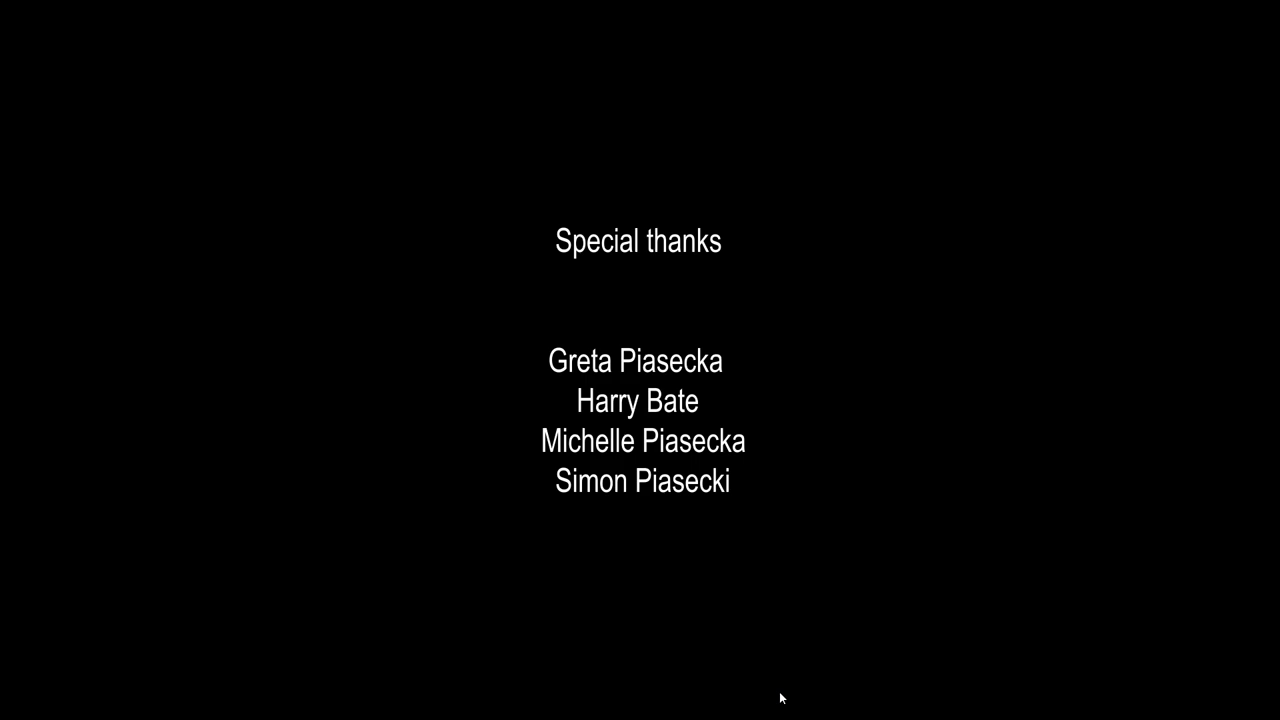 Special thanks
Greta Piasecka
Harry Bate
Michelle Piasecka
Simon Piasecki